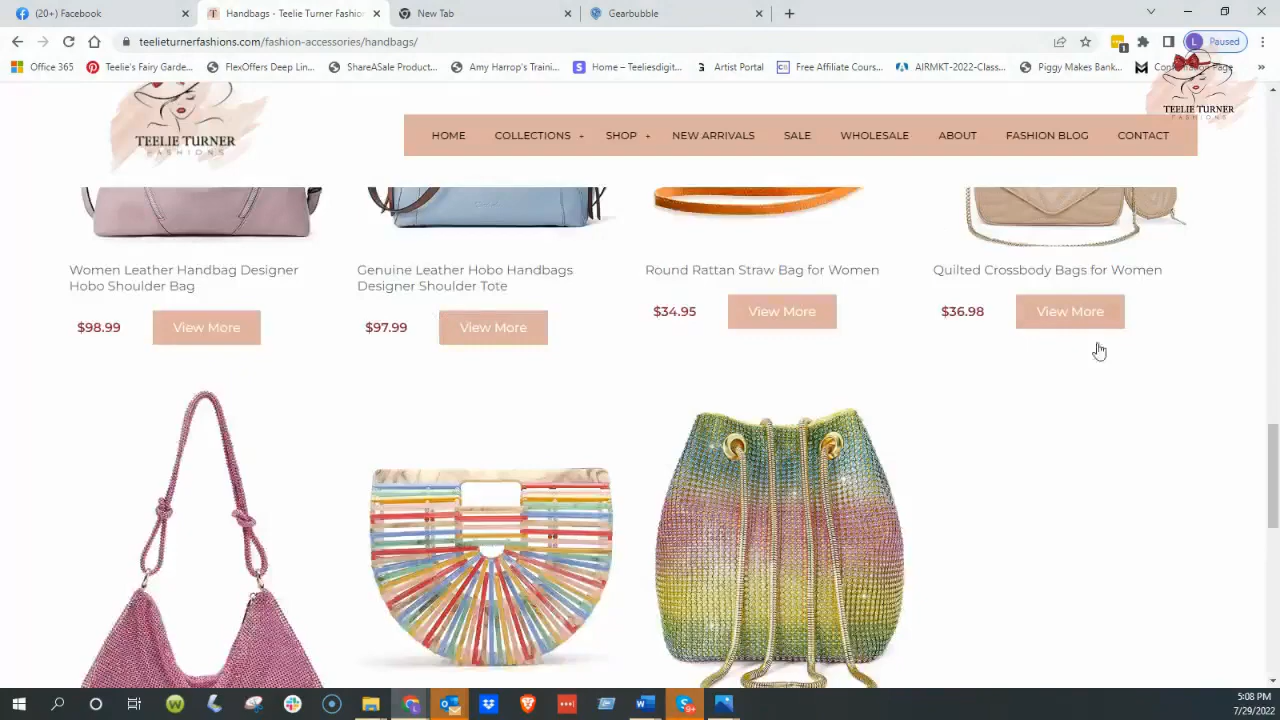 (20+) Facebook
Handbags - Teelie Turner Fashio
New Tab
Gearbubble
teelieturnerfashions.com/fashion-accessories/handbags/
1
L
Paused
Office 365
Teelie's Fairy Garde...
FlexOffers Deep Lin...
ShareASale Product...
Amy Porterfield's Traini...
Home – Teeliesdigit...
Artist Portal
Free Affiliate Cours...
AIRMKT-2022-Class...
Piggy Makes Bank...
TEELIE TURNER
FASHIONS
TEELIE TURNER
FASHIONS
HOME
COLLECTIONS +
SHOP +
NEW ARRIVALS
SALE
WHOLESALE
ABOUT
FASHION BLOG
CONTACT
Women Leather Handbag Designer
Hobo Shoulder Bag
$98.99
View More
Genuine Leather Hobo Handbags
Designer Shoulder Tote
$97.99
View More
Round Rattan Straw Bag for Women
$34.95
View More
Quilted Crossbody Bags for Women
$36.98
View More
5:08 PM
7/29/2022